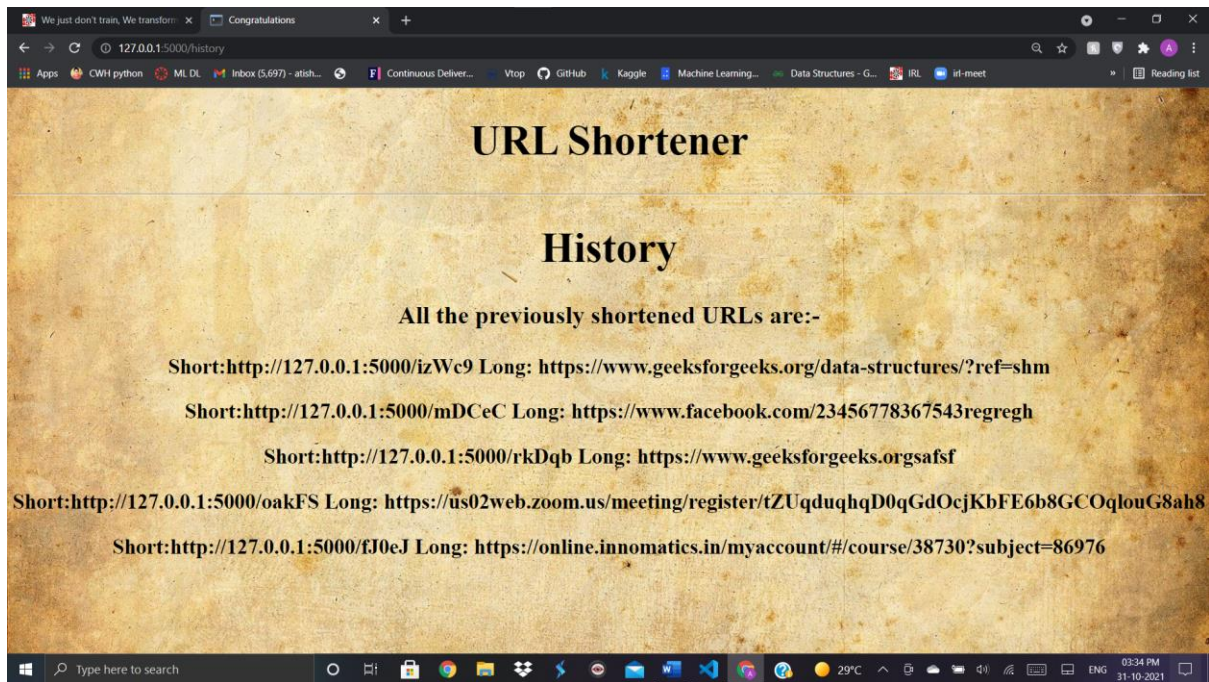 We just don't train, We transform
Congratulations
127.0.0.1:5000/history
Apps CWH python ML DL Inbox (5,697) - atish... Continuous Deliver... Vtop GitHub Kaggle Machine Learning... Data Structures - G... IRL irl-meet » Reading list
URL Shortener
History
All the previously shortened URLs are:-
Short:http://127.0.0.1:5000/izWc9 Long: https://www.geeksforgeeks.org/data-structures/?ref=shm
Short:http://127.0.0.1:5000/mDCeC Long: https://www.facebook.com/23456778367543regregh
Short:http://127.0.0.1:5000/rkDqb Long: https://www.geeksforgeeks.orgsafsf
Short:http://127.0.0.1:5000/oakFS Long: https://us02web.zoom.us/meeting/register/tZUqduqhqD0qGdOcjKbFE6b8GCOqlouG8ah8
Short:http://127.0.0.1:5000/fJ0eJ Long: https://online.innomatics.in/myaccount/#/course/38730?subject=86976
Type here to search 29°C ENG 03:34 PM
31-10-2021